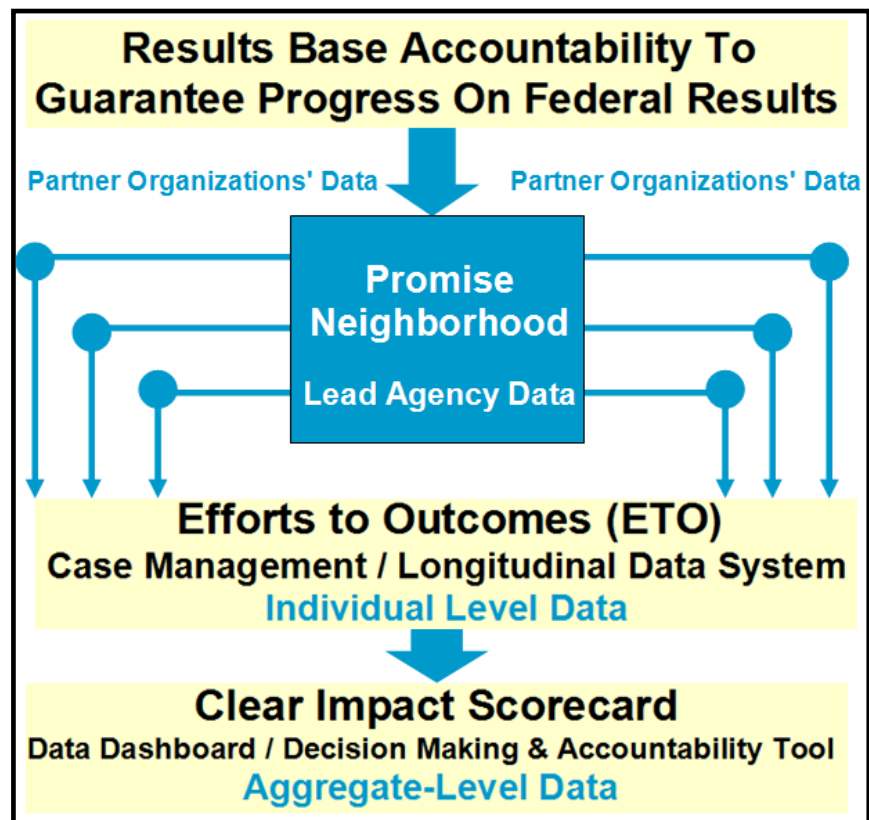 Results Base Accountability To
Guarantee Progress On Federal Results
Partner Organizations' Data
Partner Organizations' Data
Promise
Neighborhood
Lead Agency Data
Efforts to Outcomes (ETO)
Case Management / Longitudinal Data System
Individual Level Data
Clear Impact Scorecard
Data Dashboard / Decision Making & Accountability Tool
Aggregate-Level Data